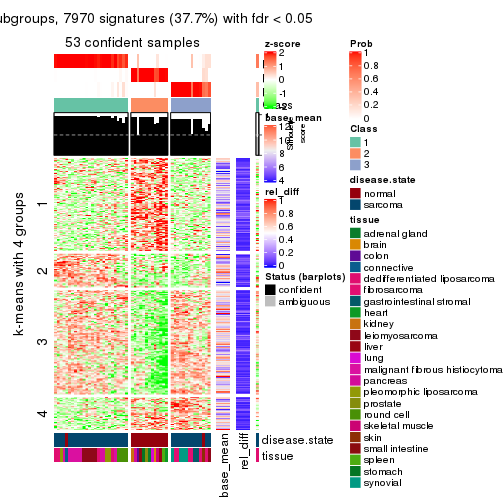 ubgroups, 7970 signatures (37.7%) with fdr < 0.05
53 confident samples
k-means with 4 groups
1
2
3
4
base_mean
rel_diff
disease.state
tissue
z-score
2
1
0
-1
-2
base_mean
12
10
8
6
4
rel_diff
1
0.8
0.6
0.4
0.2
0
Status (barplots)
confident
ambiguous
score
Prob
1
0.8
0.6
0.4
0.2
0
Class
1
2
3
disease.state
normal
sarcoma
tissue
adrenal gland
brain
colon
connective
dedifferentiated liposarcoma
fibrosarcoma
gastrointestinal stromal
heart
kidney
leiomyosarcoma
liver
lung
malignant fibrous histiocytoma
pancreas
pleomorphic liposarcoma
prostate
round cell
skeletal muscle
skin
small intestine
spleen
stomach
synovial